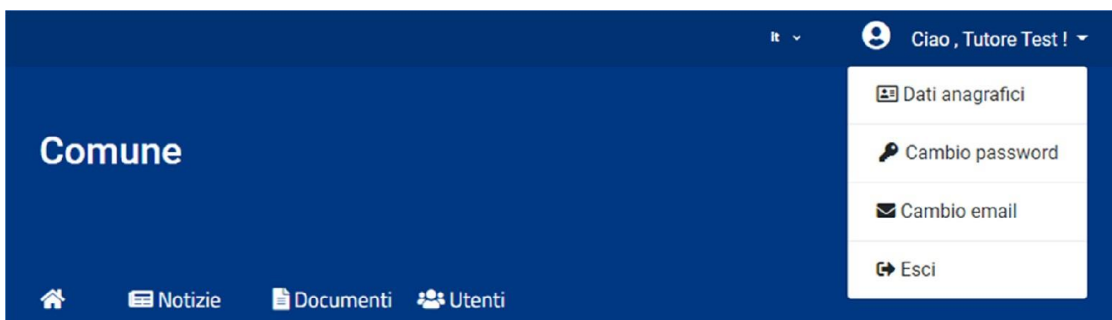 It
Ciao , Tutore Test !
Dati anagrafici
Comune
Cambio password
Cambio email
Esci
Notizie Documenti Utenti